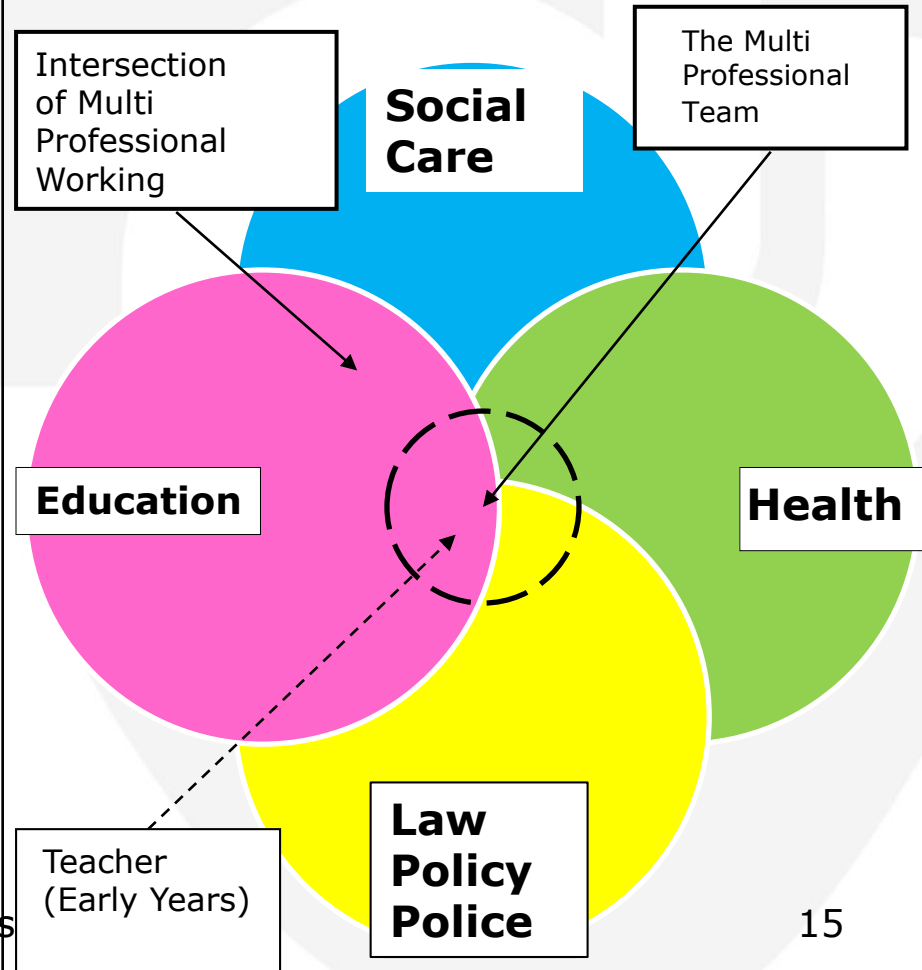 Intersection
of Multi
Professional
Working
The Multi
Professional
Team
Social
Care
Education
Health
Law
Policy
Police
Teacher
(Early Years)
s
15